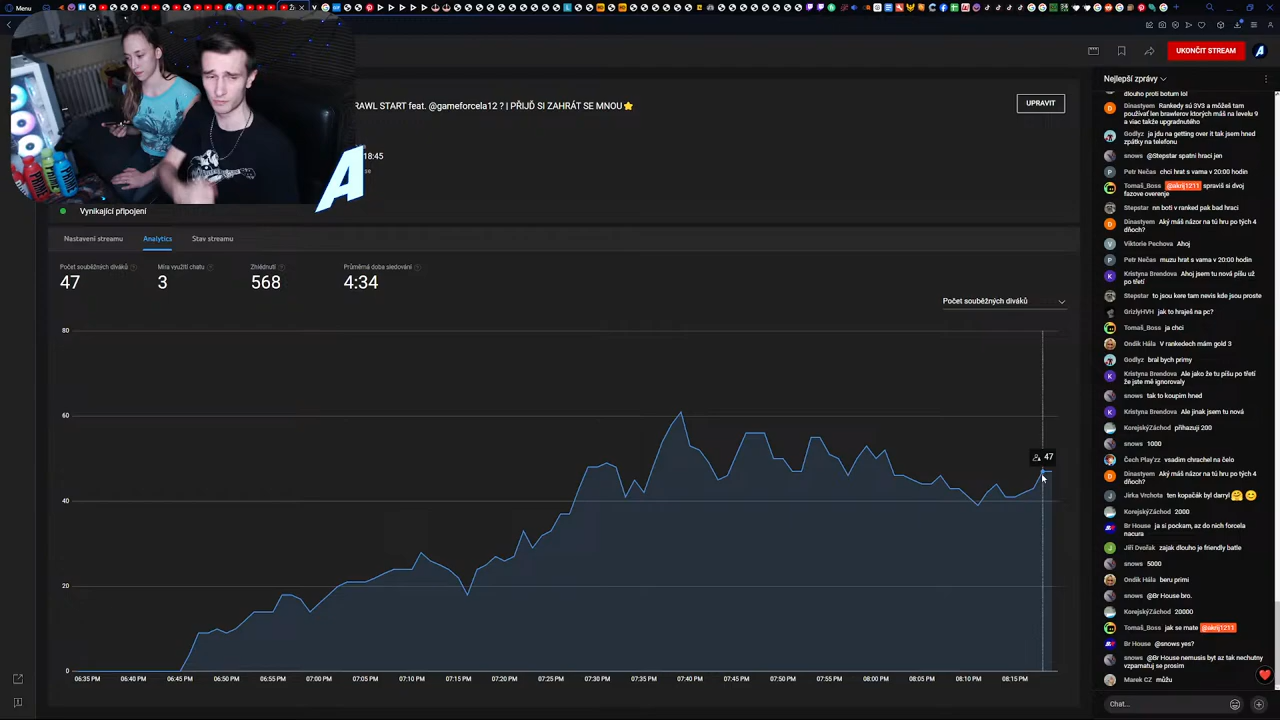 Menu
RAWL START feat. @gameforcela12 ? | PŘIJĎ SI ZAHRÁT SE MNOU⭐
UPRAVIT
UKONČIT STREAM
18:45
Vynikající připojení
Nastavení streamu
Analytics
Stav streamu
Počet souběžných diváků
47
Míra využití chatu
3
Zhlédnutí
568
Průměrná doba sledování
4:34
Počet souběžných diváků
80
60
40
20
0
47
06:35 PM 06:40 PM 06:45 PM 06:50 PM 06:55 PM 07:00 PM 07:05 PM 07:10 PM 07:15 PM 07:20 PM 07:25 PM 07:30 PM 07:35 PM 07:40 PM 07:45 PM 07:50 PM 07:55 PM 08:00 PM 08:05 PM 08:10 PM 08:15 PM
Nejlepší zprávy
dlouho proti botum lol
Dinastyem Rankedy sú 3V3 a môžeš tam
používať len brawlerov ktorých máš na levelu 9
a viac takže upgradnutého
Godlyz ja jdu na getting over it tak jsem hned
zpátky na telefonu
snows @Stepstar spatni hraci jen
Petr Nečas chci hrat s vama v 20:00 hodin
Tomaš_Boss @akrij1211 spraviš si dvoj
fazove overenje
Stepstar nn boti v ranked pak bad hraci
Dinastyem Aký máš názor na tú hru po tých 4
dňoch?
Viktorie Pechova Ahoj
Petr Nečas muzu hrat s vama v 20:00 hodin
Kristyna Brendova Ahoj jsem tu nová píšu už
po třetí
Stepstar to jsou kere tam nevis kde jsou proste
GrizlyHVH jak to hraješ na pc?
Tomaš_Boss ja chci
Ondik Hála V rankedech mám gold 3
Godlyz bral bych primy
Kristyna Brendova Ale jako že tu píšu po třetí
že jste mě ignorovaly
snows tak to koupim hned
Kristyna Brendova Ale jinak jsem tu nová
KorejskýZáchod přihazuji 200
snows 1000
Čech Play'zz vsadim chrachel na čelo
Dinastyem Aký máš názor na tú hru po tých 4
dňoch?
Jirka Vrchota ten kopačák byl darryl🤗😊
KorejskýZáchod 2000
Br House ja si pockam, az do nich forcela
nacura
Jiří Dvořak zajak dlouho je friendly batle
snows 5000
Ondik Hála beru primi
snows @Br House bro.
KorejskýZáchod 20000
Tomaš_Boss jak se mate @akrij1211
Br House @snows yes?
snows @Br House nemusis byt az tak nechutny
vzpamatuj se prosim
Marek CZ můžu
Chat...